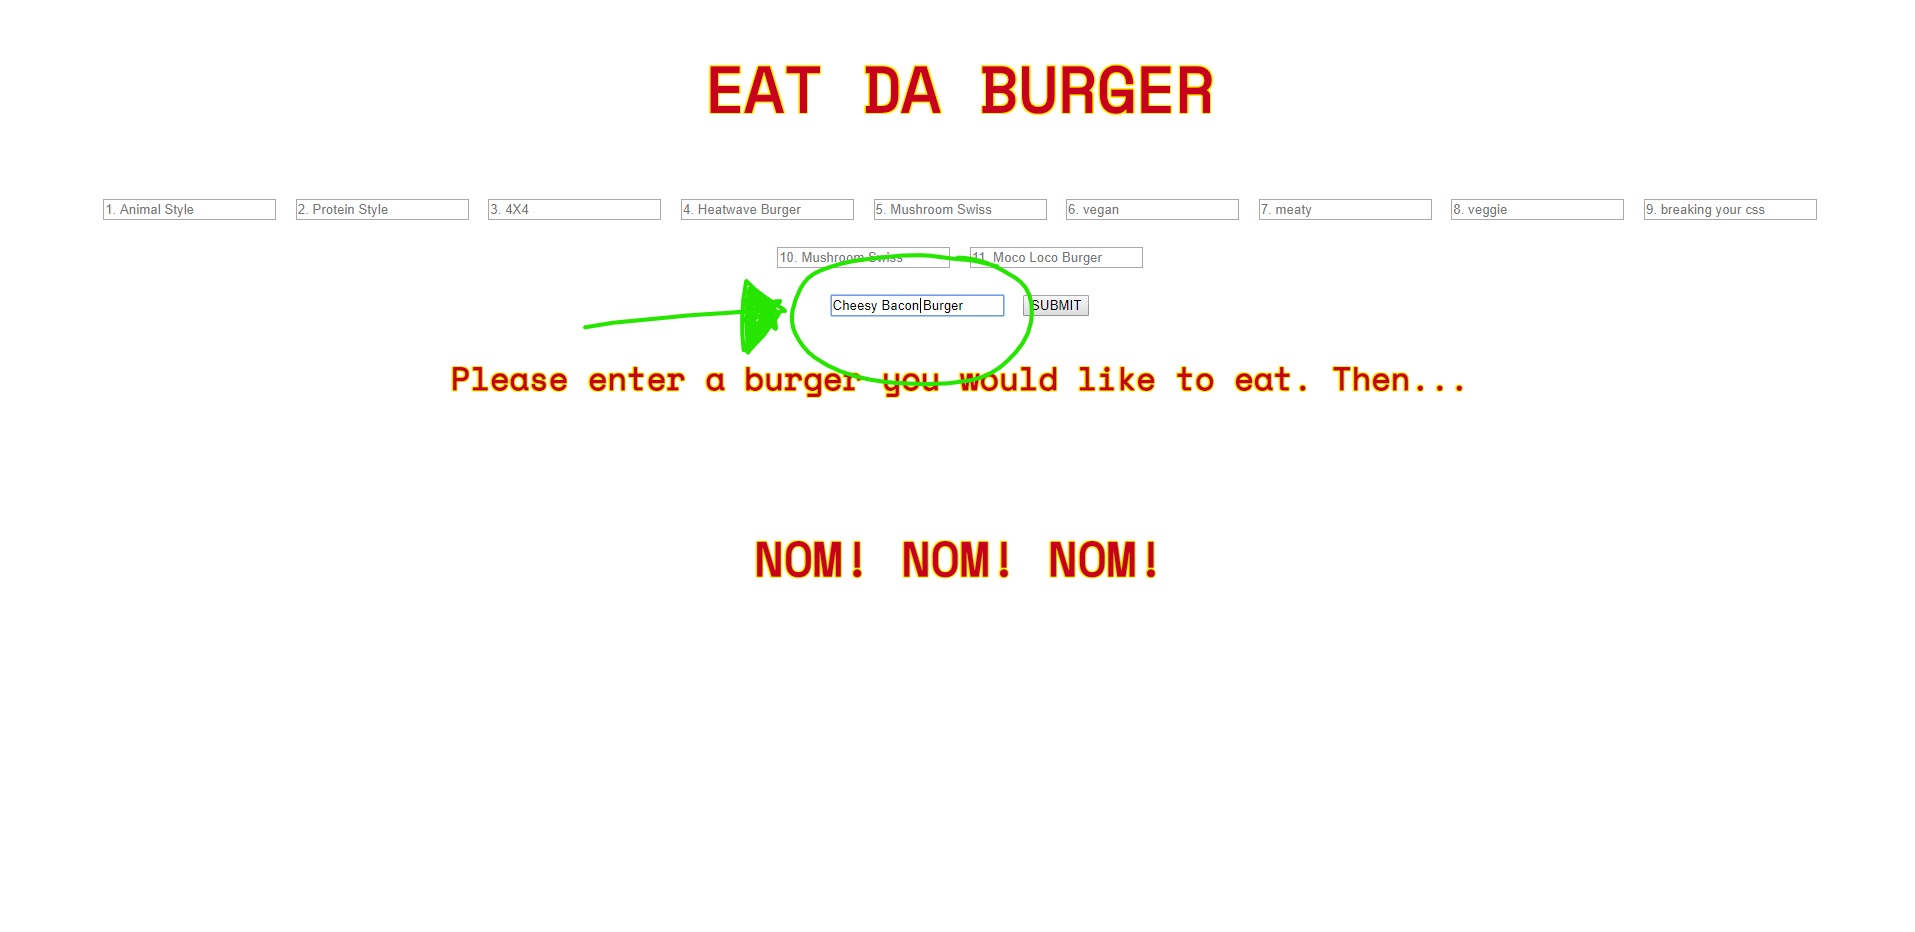 EAT DA BURGER
1. Animal Style 2. Protein Style 3. 4X4 4. Heatwave Burger 5. Mushroom Swiss 6. vegan 7. meaty 8. veggie 9. breaking your css
10. Mushroom Swiss 11. Moco Loco Burger
Cheesy Bacon Burger SUBMIT
Please enter a burger you would like to eat. Then...
NOM! NOM! NOM!